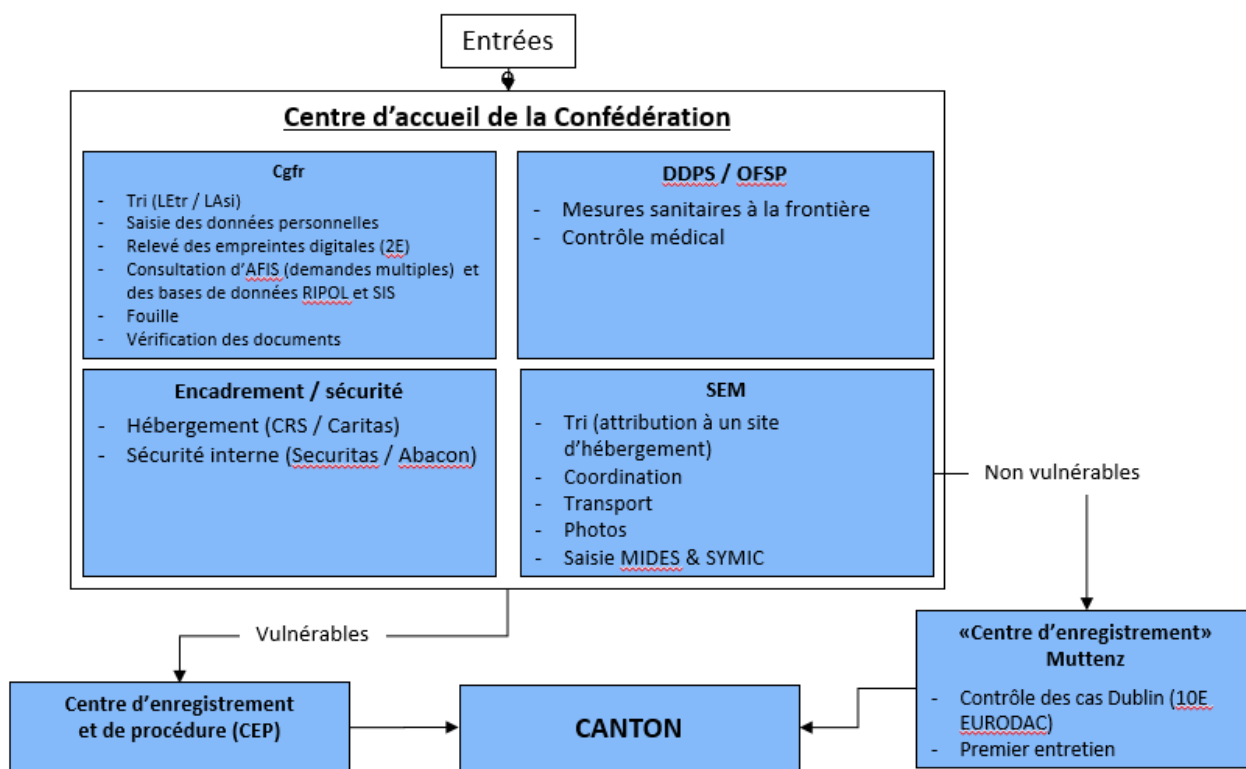 Entrées
Centre d'accueil de la Confédération
Cgfr
- Tri (LEtr / LAsi)
- Saisie des données personnelles
- Relevé des empreintes digitales (2E)
- Consultation d'AFIS (demandes multiples) et
des bases de données RIPOL et SIS
- Fouille
- Vérification des documents
DDPS / OFSP
- Mesures sanitaires à la frontière
- Contrôle médical
Encadrement / sécurité
- Hébergement (CRS / Caritas)
- Sécurité interne (Securitas / Abacon)
SEM
- Tri (attribution à un site
d'hébergement)
- Coordination
- Transport
- Photos
- Saisie MIDES & SYMIC
Non vulnérables
Vulnérables
Centre d'enregistrement
et de procédure (CEP)
CANTON
«Centre d'enregistrement»
Muttenz
- Contrôle des cas Dublin (10E
EURODAC)
- Premier entretien